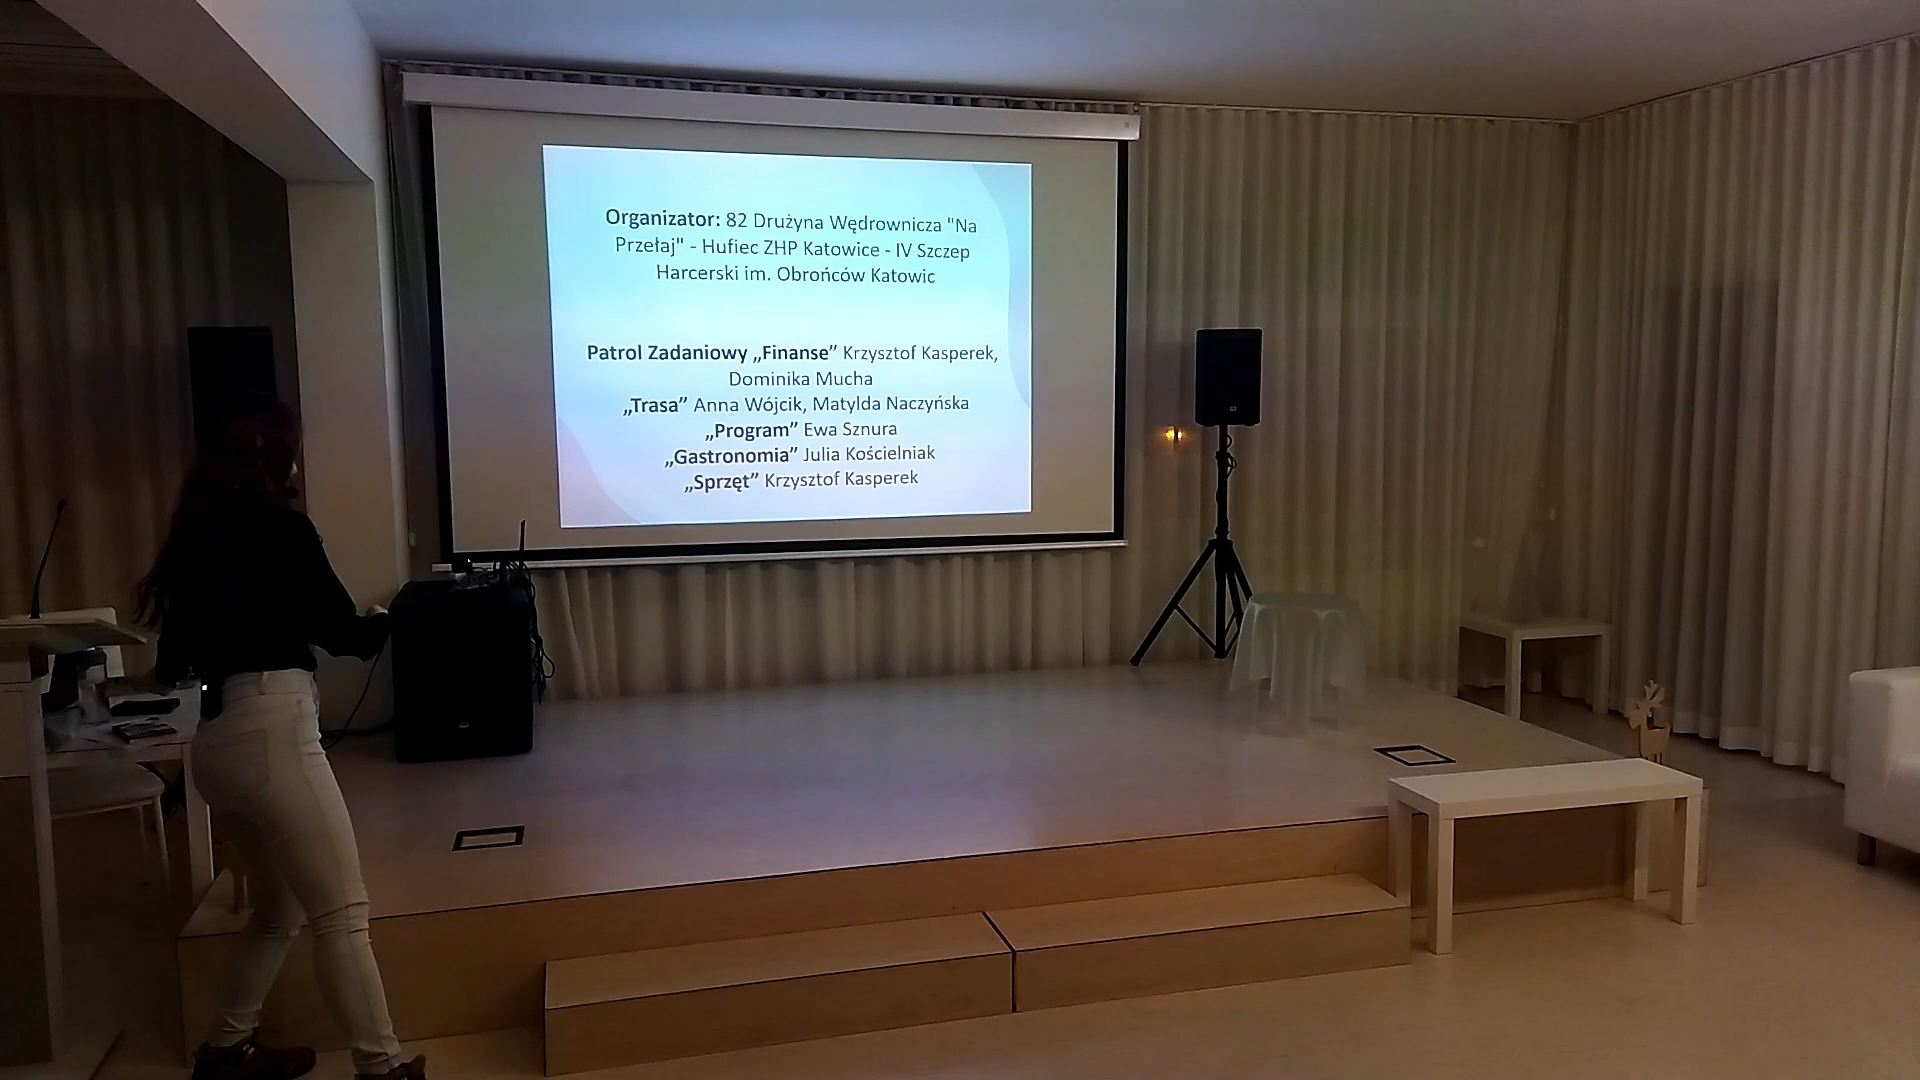 Organizator: 82 Drużyna Wędrownicza "Na
Przełaj" - Hufiec ZHP Katowice - IV Szczep
Harcerski im. Obrońców Katowic
Patrol Zadaniowy „Finanse” Krzysztof Kasperek,
Dominika Mucha
„Trasa” Anna Wójcik, Matylda Naczyńska
„Program” Ewa Sznura
„Gastronomia” Julia Kościelniak
„Sprzęt” Krzysztof Kasperek